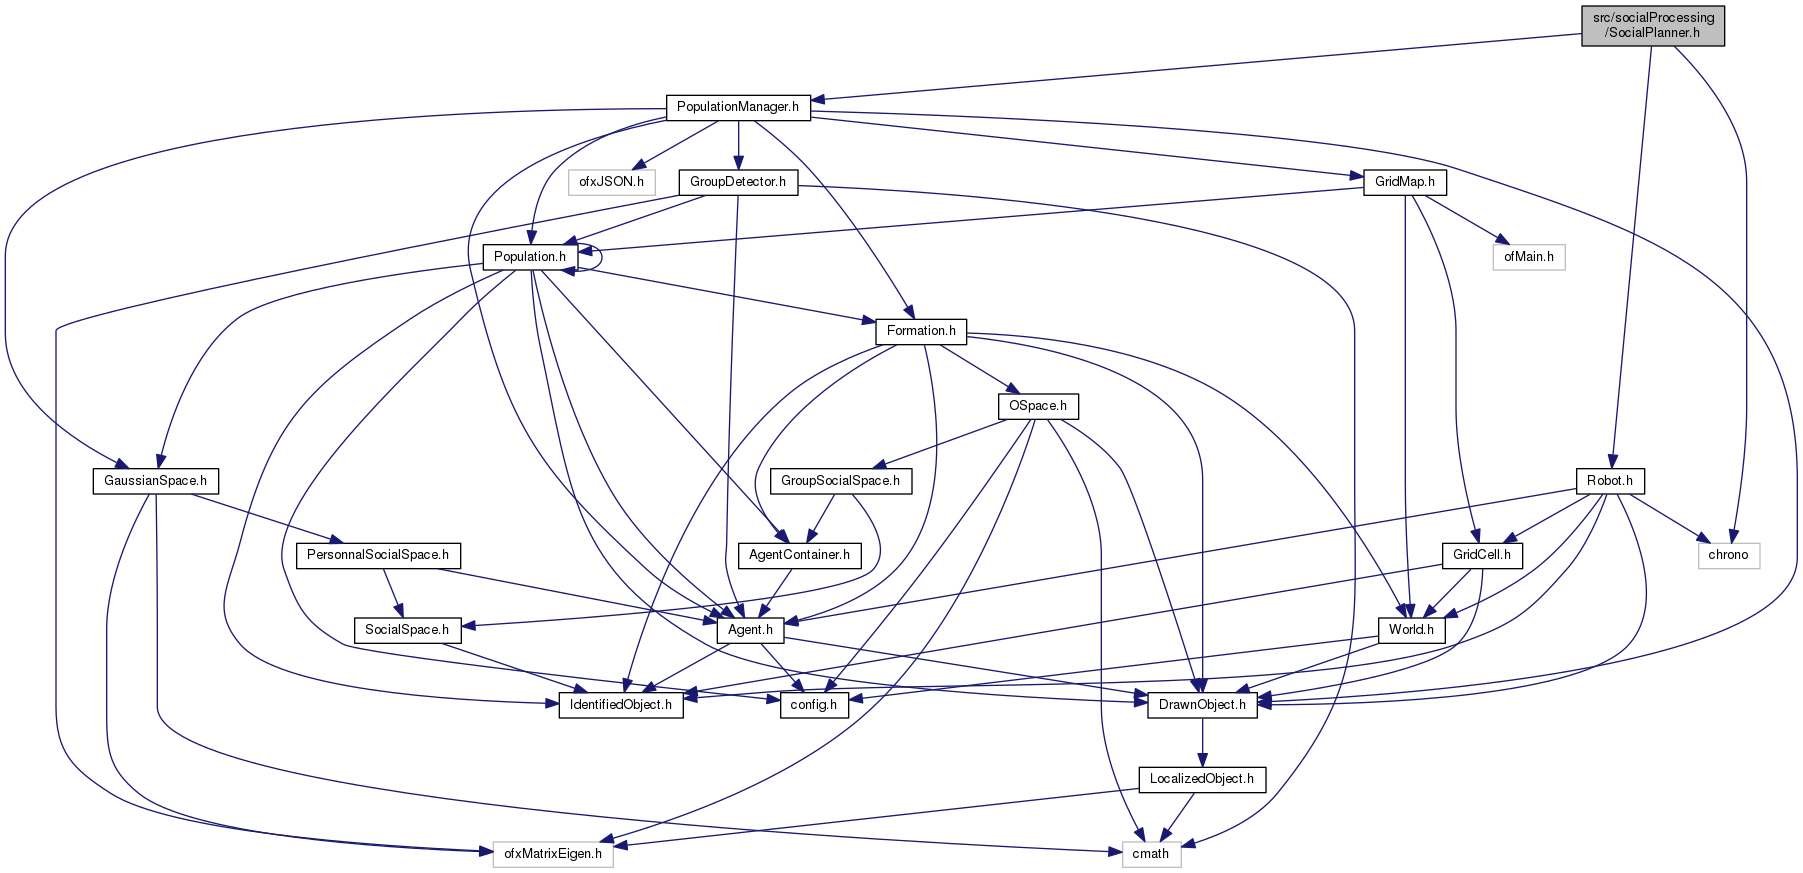 src/socialProcessing
/SocialPlanner.h
PopulationManager.h
ofxJSON.h
GroupDetector.h
GridMap.h
Population.h
ofMain.h
Formation.h
OSpace.h
GaussianSpace.h
GroupSocialSpace.h
Robot.h
PersonnalSocialSpace.h
AgentContainer.h
GridCell.h
chrono
SocialSpace.h
Agent.h
World.h
IdentifiedObject.h
config.h
DrawnObject.h
LocalizedObject.h
ofxMatrixEigen.h
cmath